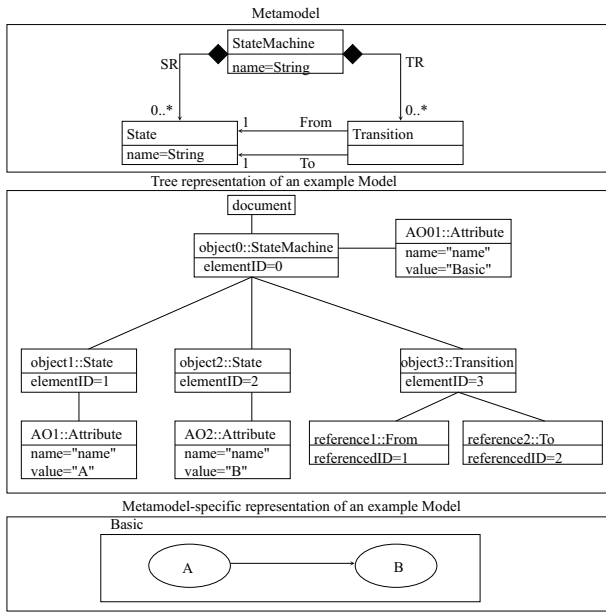 Metamodel
StateMachine
name=String
SR
TR
0..*
0..*
State
name=String
1
From
1
To
Transition
Tree representation of an example Model
document
object0::StateMachine
elementID=0
AO01::Attribute
name="name"
value="Basic"
object1::State
elementID=1
object2::State
elementID=2
object3::Transition
elementID=3
AO1::Attribute
name="name"
value="A"
AO2::Attribute
name="name"
value="B"
reference1::From
referencedID=1
reference2::To
referencedID=2
Metamodel-specific representation of an example Model
Basic
A
B